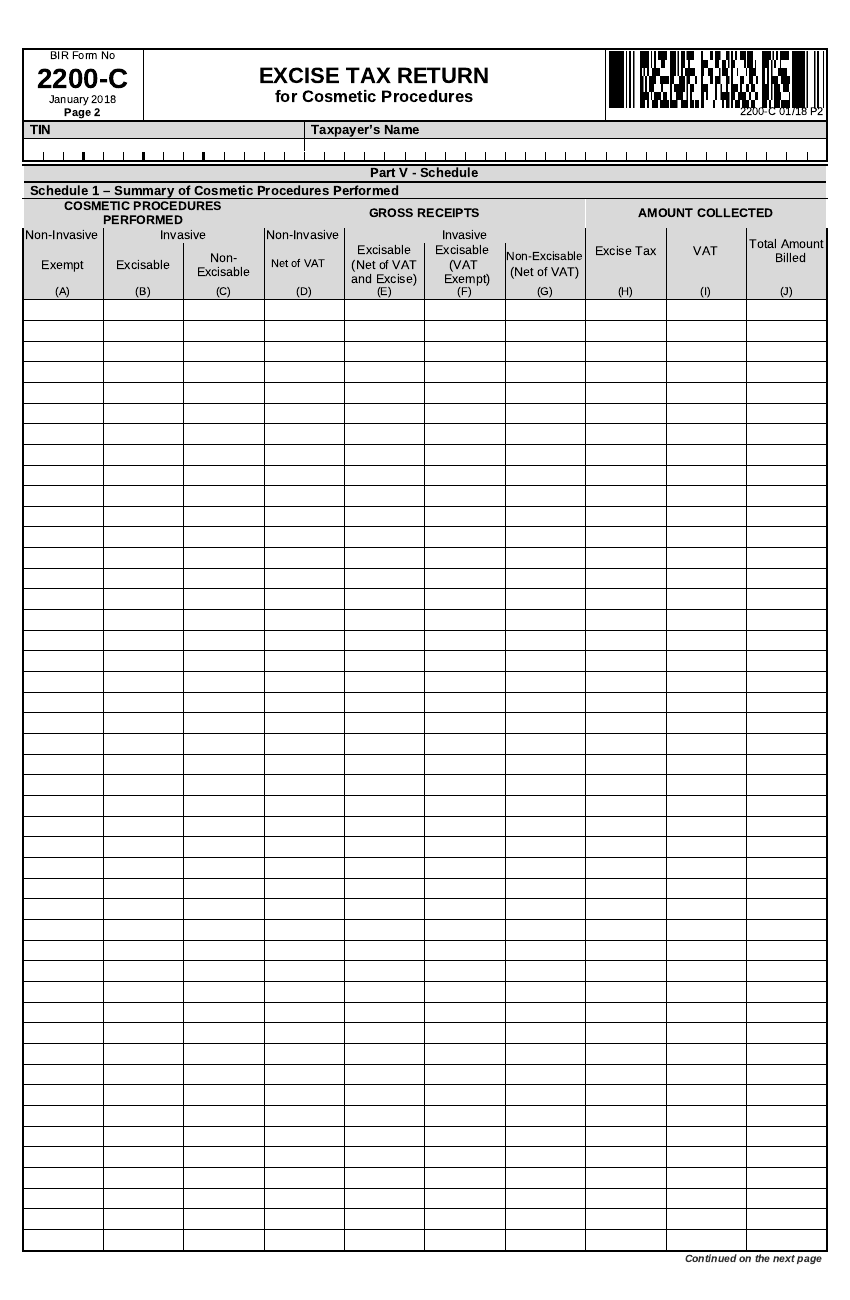 BIR Form No
2200-C
January 2018
Page 2
EXCISE TAX RETURN
for Cosmetic Procedures
2200-C 01/18 P2
TIN
Taxpayer's Name
Part V - Schedule
Schedule 1 – Summary of Cosmetic Procedures Performed
COSMETIC PROCEDURES
PERFORMED
GROSS RECEIPTS
AMOUNT COLLECTED
Non-Invasive
Invasive
Non-Invasive
Invasive
Exempt
(A)
Excisable
(B)
Non-
Excisable
(C)
Net of VAT
(D)
Excisable
(Net of VAT
and Excise)
(E)
Excisable
(VAT
Exempt)
(F)
Non-Excisable
(Net of VAT)
(G)
Excise Tax
(H)
VAT
(I)
Total Amount
Billed
(J)
Continued on the next page